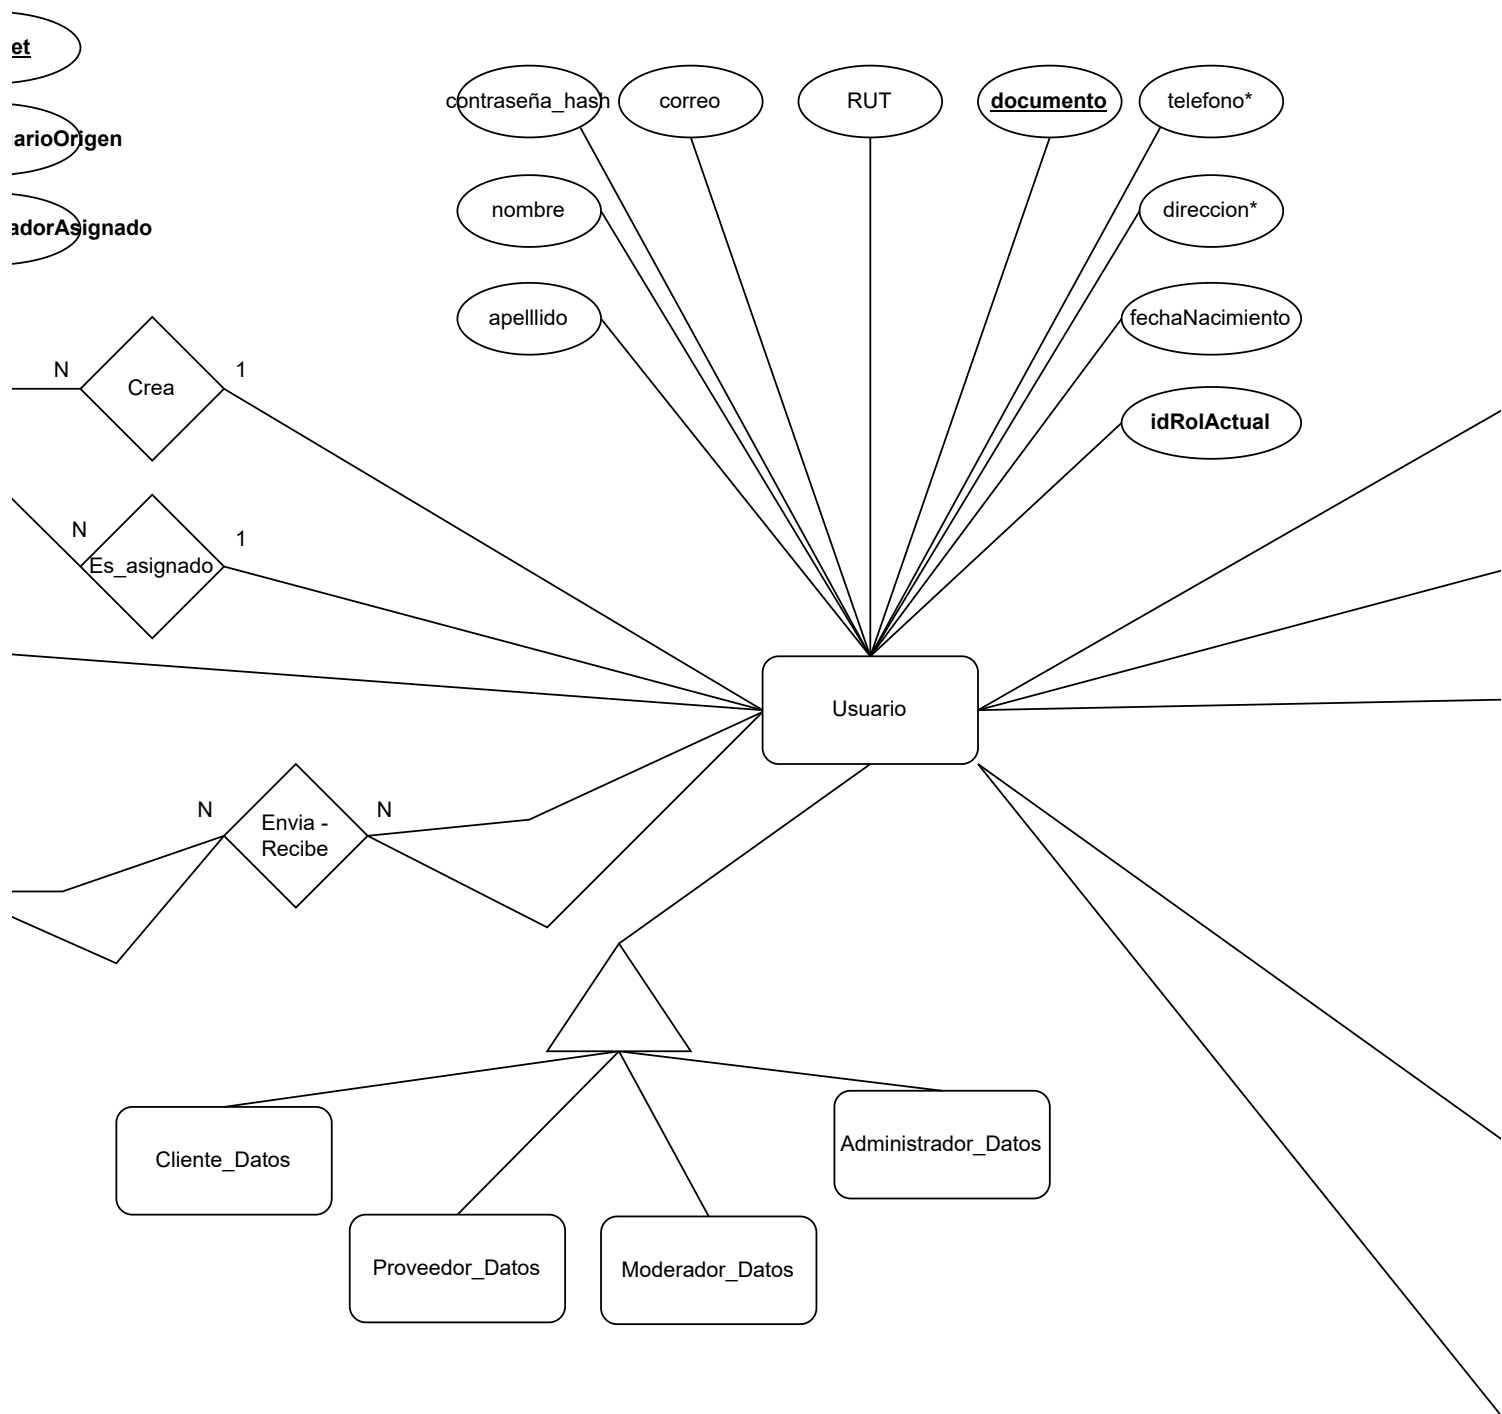 et
arioOrigen
adorAsignado
contraseña_hash
correo
RUT
documento
telefono*
nombre
direccion*
apelllido
fechaNacimiento
idRolActual
N
Crea
1
N
Es_asignado
1
Usuario
N
Envia -
Recibe
N
Cliente_Datos
Proveedor_Datos
Moderador_Datos
Administrador_Datos